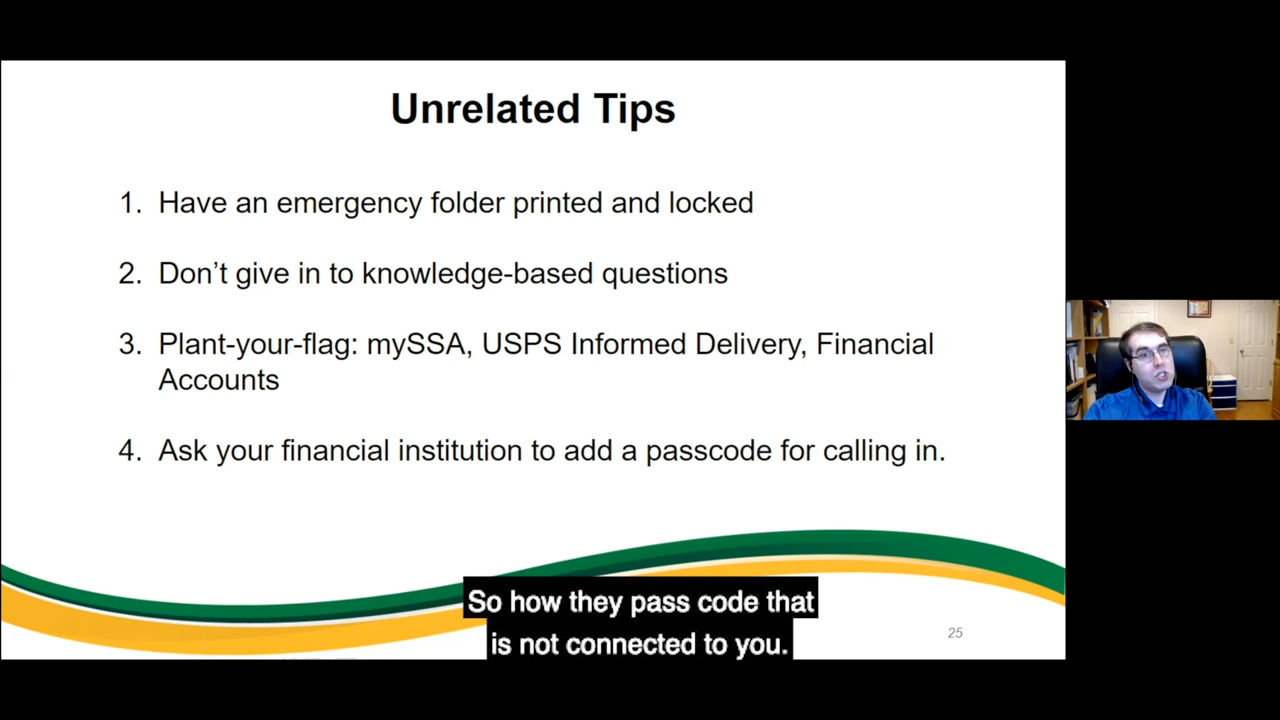 Unrelated Tips
1. Have an emergency folder printed and locked
2. Don’t give in to knowledge-based questions
3. Plant-your-flag: mySSA, USPS Informed Delivery, Financial
Accounts
4. Ask your financial institution to add a passcode for calling in.
So how they pass code that
is not connected to you.
25